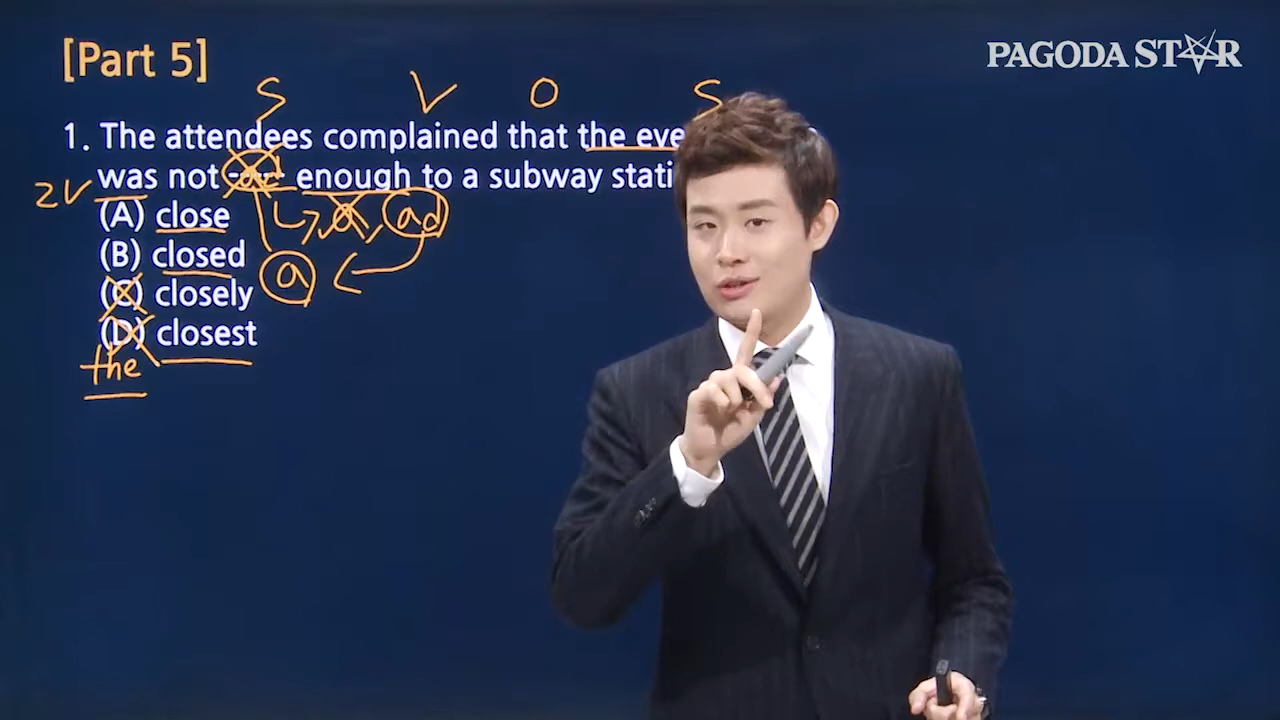 [Part 5]
PAGODA STAR
S V O S
1. The attendees complained that the eve
2V was not ---- enough to a subway stati
(A) close a, ad
(B) closed a
(C) closely
(D) closest
the